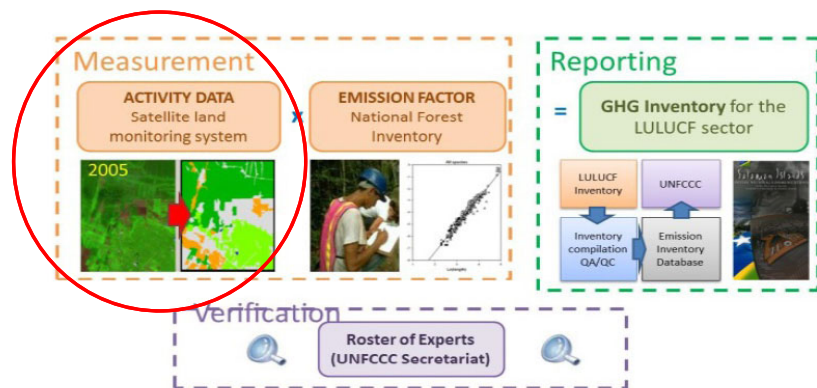 Measurement
ACTIVITY DATA
Satellite land
monitoring system
x
EMISSION FACTOR
National Forest
Inventory
2005
Reporting
=
GHG Inventory for the
LULUCF sector
LULUCF
Inventory
UNFCCC
Inventory
compilation
QA/QC
Emission
Inventory
Database
Verification
Roster of Experts
(UNFCCC Secretariat)